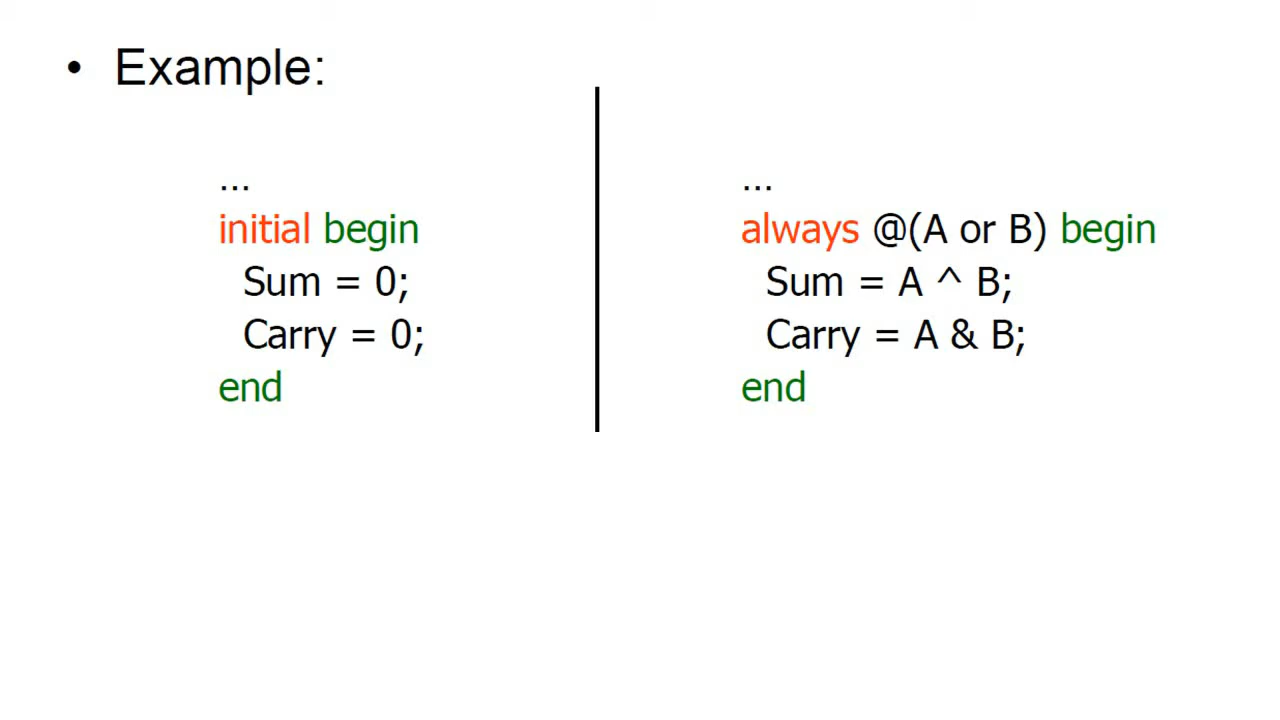 • Example:
...
initial begin
Sum = 0;
Carry = 0;
end
...
always @(A or B) begin
Sum = A ^ B;
Carry = A & B;
end